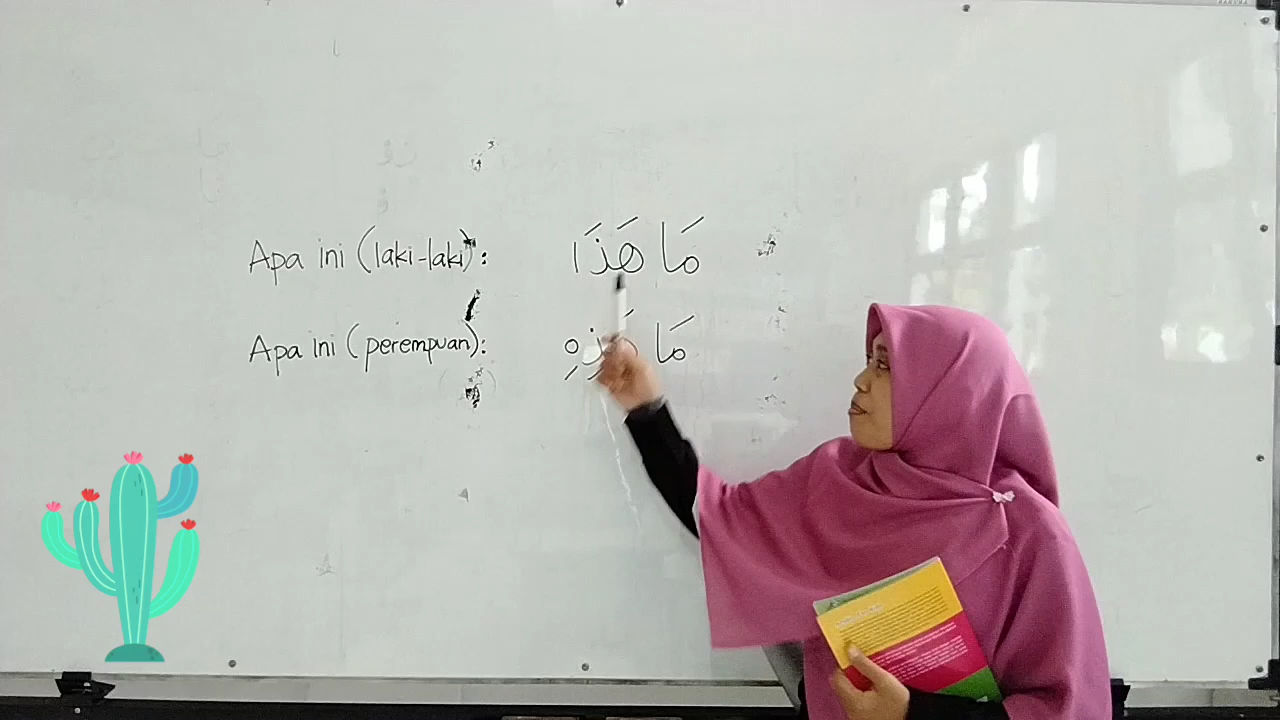 Apa ini (laki-laki): مَا هَذَا
Apa ini (perempuan): مَا هَذِهِ